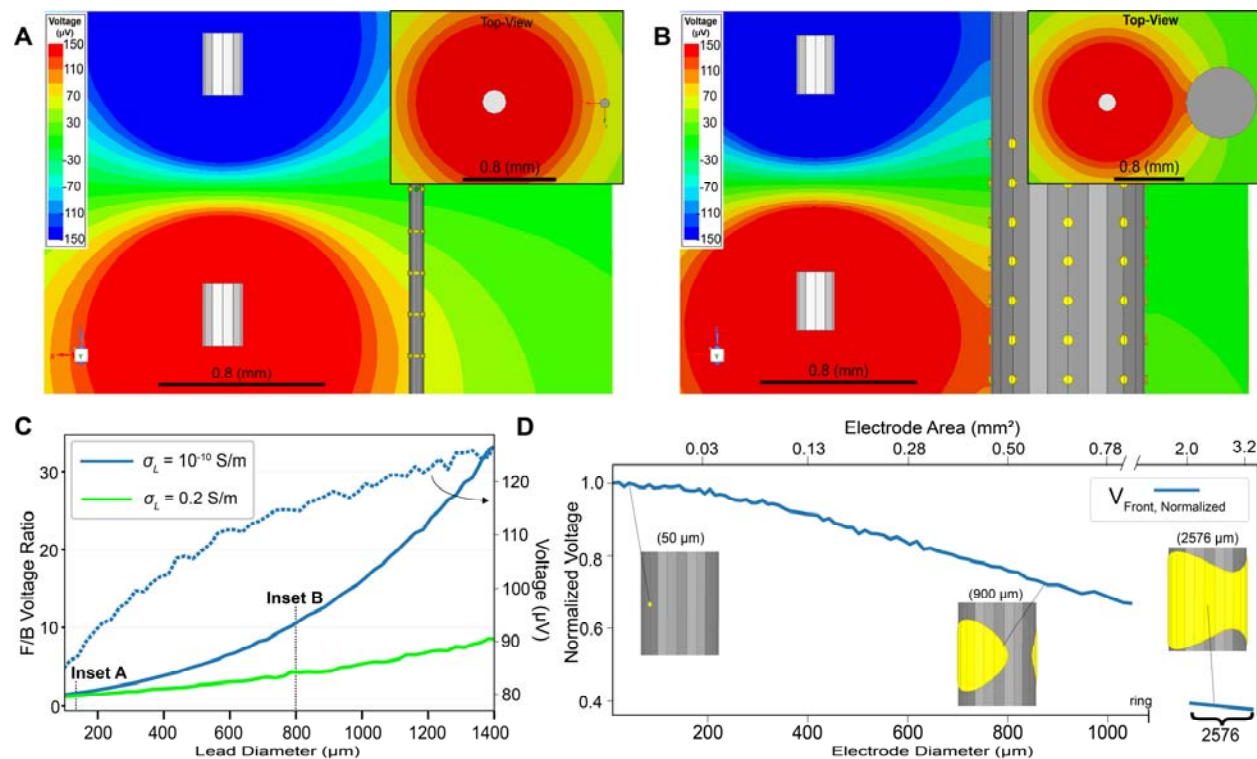 A
Voltage
(µV)
150
110
70
30
-30
-70
-110
-150
Top-View
0.8 (mm)
0.8 (mm)
B
Voltage
(µV)
150
110
70
30
-30
-70
-110
-150
Top-View
0.8 (mm)
0.8 (mm)
C
F/B Voltage Ratio
30
20
10
0
σL = 10⁻¹⁰ S/m
σL = 0.2 S/m
Inset A
Inset B
120
110
100
90
80
Voltage (µV)
200 400 600 800 1000 1200 1400
Lead Diameter (µm)
D
Electrode Area (mm²)
0.03 0.13 0.28 0.50 0.78 2.0 3.2
Normalized Voltage
1.0
0.8
0.6
0.4
VFront, Normalized
(50 µm)
(900 µm)
(2576 µm)
ring
200 400 600 800 1000 2576
Electrode Diameter (µm)